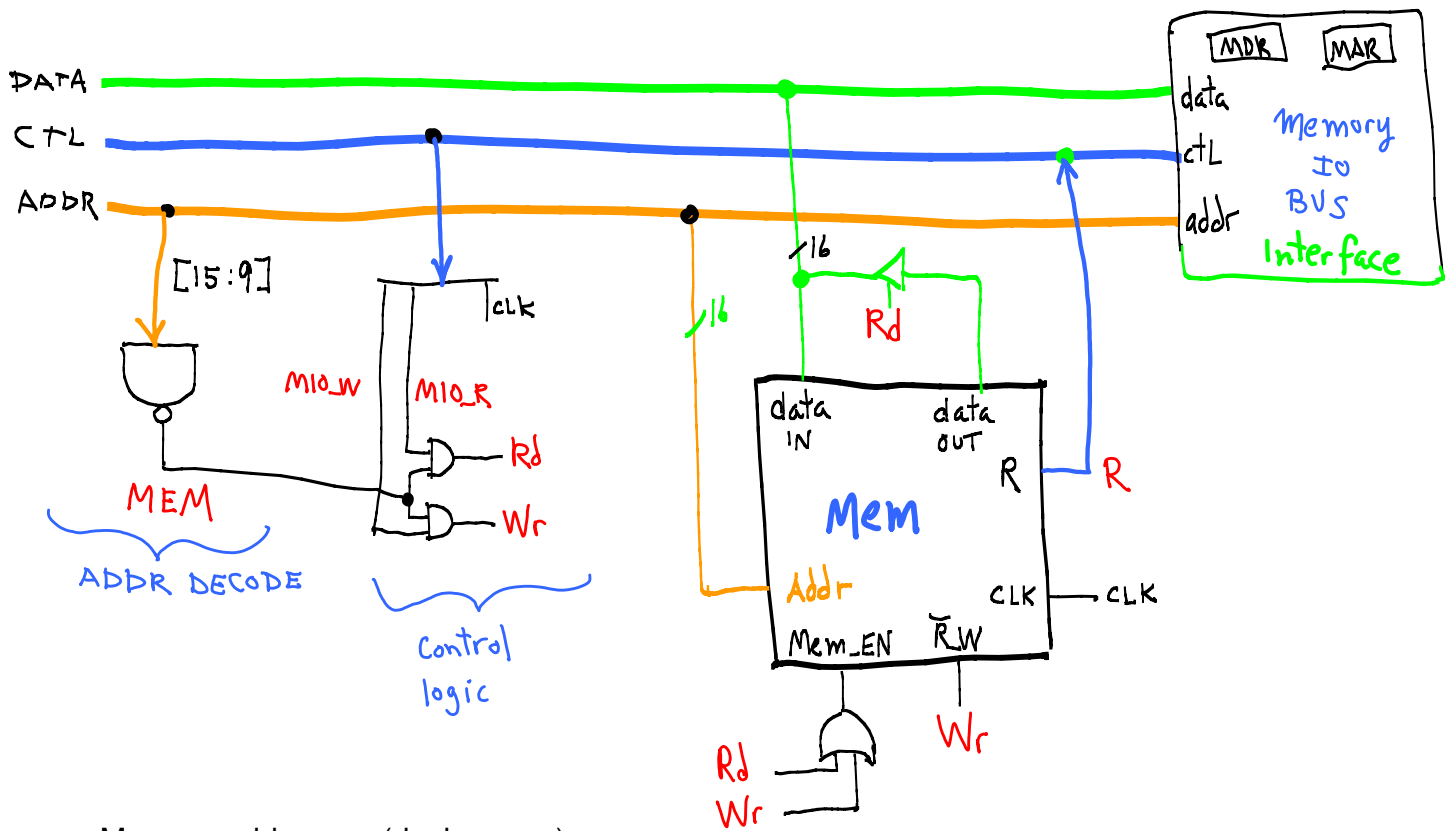 MDR
MAR
DATA
data
CTL
ctL
ADDR
addr
Memory
IO
BUS
Interface
[15:9]
CLK
16
16
Rd
MIO_W
MIO_R
data
IN
data
OUT
Rd
R
R
MEM
Wr
Mem
ADDR DECODE
Addr
CLK
CLK
Control
logic
Mem_EN
R̅_W
Wr
Rd
Wr